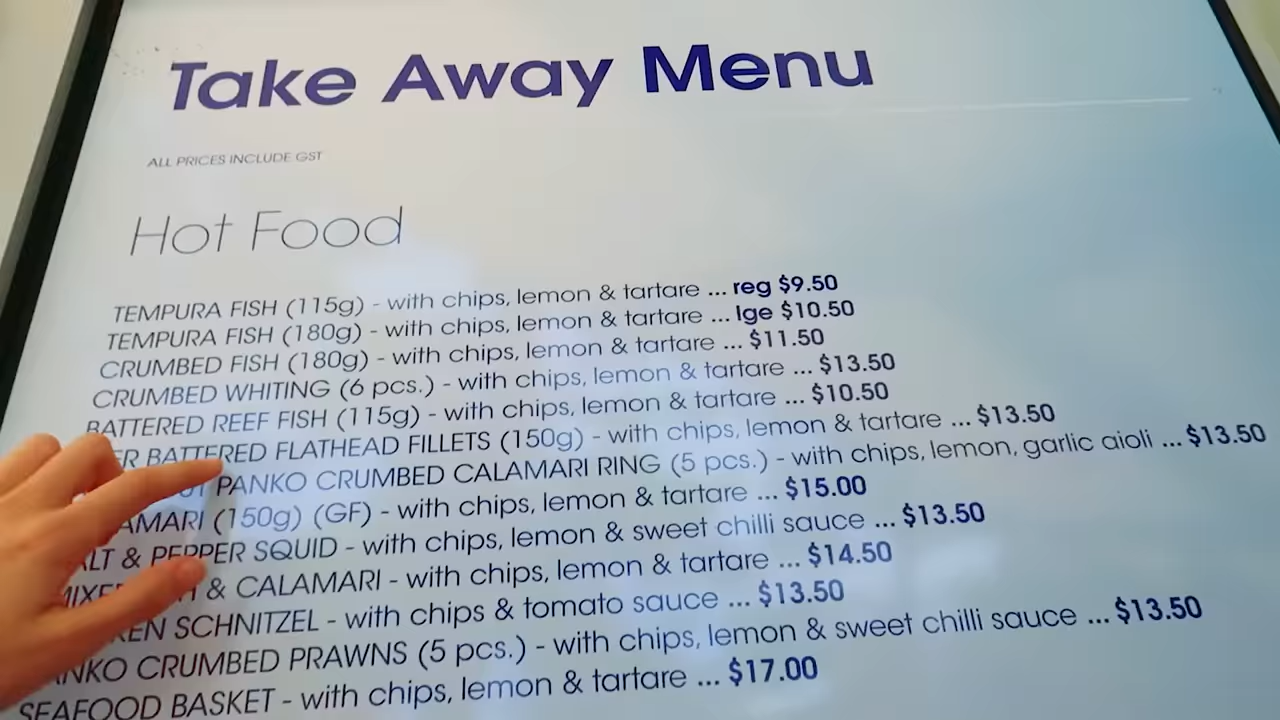 Take Away Menu
ALL PRICES INCLUDE GST
Hot Food
TEMPURA FISH (115g) - with chips, lemon & tartare ... reg $9.50
TEMPURA FISH (180g) - with chips, lemon & tartare ... lge $10.50
CRUMBED FISH (180g) - with chips, lemon & tartare ... $11.50
CRUMBED WHITING (6 pcs.) - with chips, lemon & tartare ... $13.50
BATTERED REEF FISH (115g) - with chips, lemon & tartare ... $10.50
BATTERED FLATHEAD FILLETS (150g) - with chips, lemon & tartare ... $13.50
PANKO CRUMBED CALAMARI RING (5 pcs.) - with chips, lemon, garlic aioli ... $13.50
AMARI (150g) (GF) - with chips, lemon & tartare ... $15.00
LT & PEPPER SQUID - with chips, lemon & sweet chilli sauce ... $13.50
& CALAMARI - with chips, lemon & tartare ... $14.50
KEN SCHNITZEL - with chips & tomato sauce ... $13.50
NKO CRUMBED PRAWNS (5 pcs.) - with chips, lemon & sweet chilli sauce ... $13.50
SEAFOOD BASKET - with chips, lemon & tartare ... $17.00